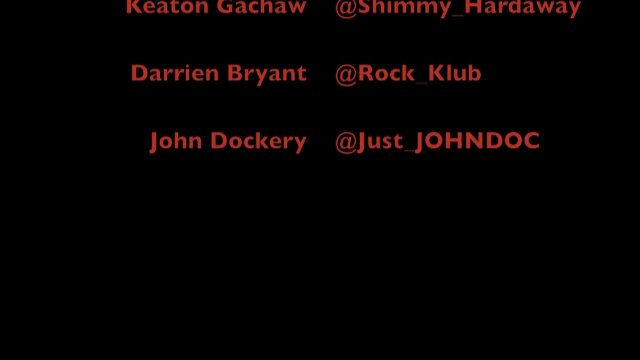 Keaton Gachaw @Shimmy_Hardaway
Darrien Bryant @Rock_Klub
John Dockery @Just_JOHNDOC